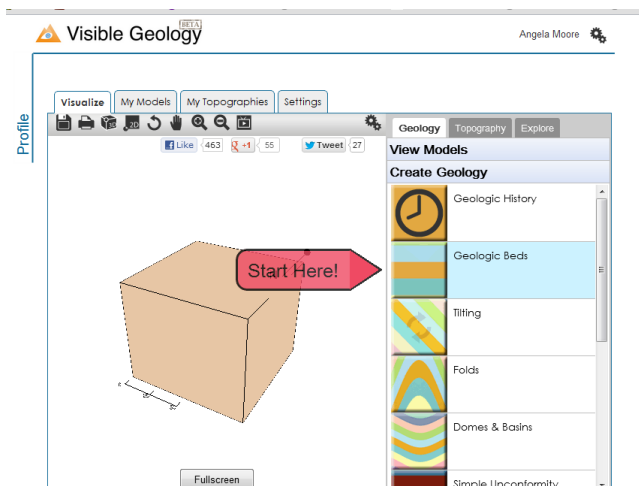 Visible Geology
BETA
Angela Moore
Profile
Visualize
My Models
My Topographies
Settings
3D
2D
Like
463
+1
55
Tweet
27
Geology
Topography
Explore
View Models
Create Geology
Geologic History
Start Here!
Geologic Beds
Tilting
Folds
Domes & Basins
Simple Unconformity
Fullscreen